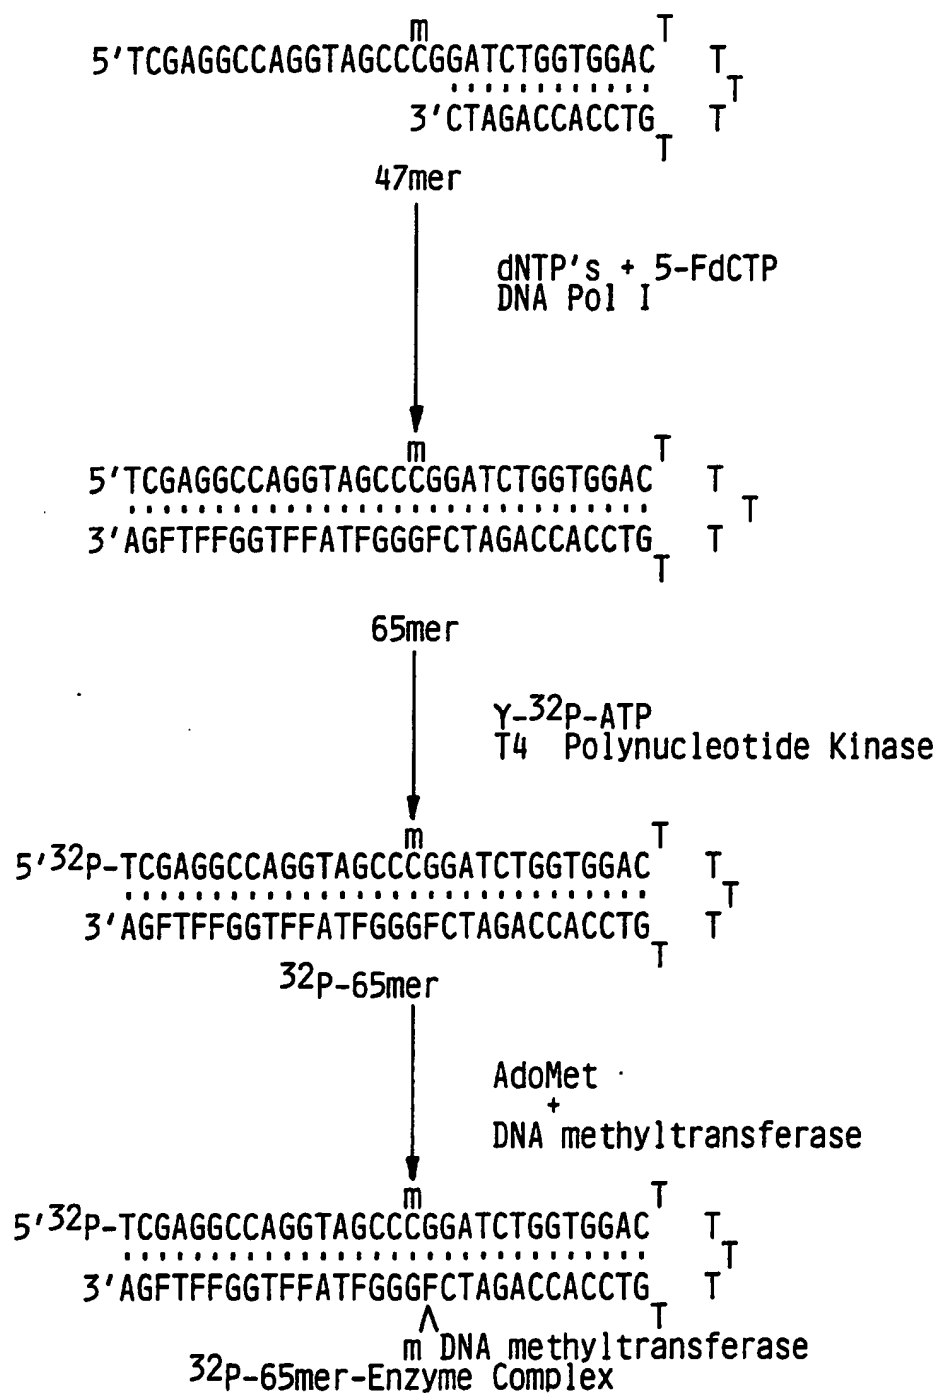 m T
5'TCGAGGCCAGGTAGCCCGGATCTGGTGGAC T
T
3'CTAGACCACCTG T
T
47mer
dNTP's + 5-FdCTP
DNA Pol I
m T
5'TCGAGGCCAGGTAGCCCGGATCTGGTGGAC T
T
3'AGFTFFGGTFFATFGGGFCTAGACCACCTG T
T
65mer
γ-32P-ATP
T4 Polynucleotide Kinase
m T
5'32P-TCGAGGCCAGGTAGCCCGGATCTGGTGGAC T
T
3'AGFTFFGGTFFATFGGGFCTAGACCACCTG T
T
32P-65mer
AdoMet
+
DNA methyltransferase
m T
5'32P-TCGAGGCCAGGTAGCCCGGATCTGGTGGAC T
T
3'AGFTFFGGTFFATFGGGFCTAGACCACCTG T
T
m DNA methyltransferase
32P-65mer-Enzyme Complex